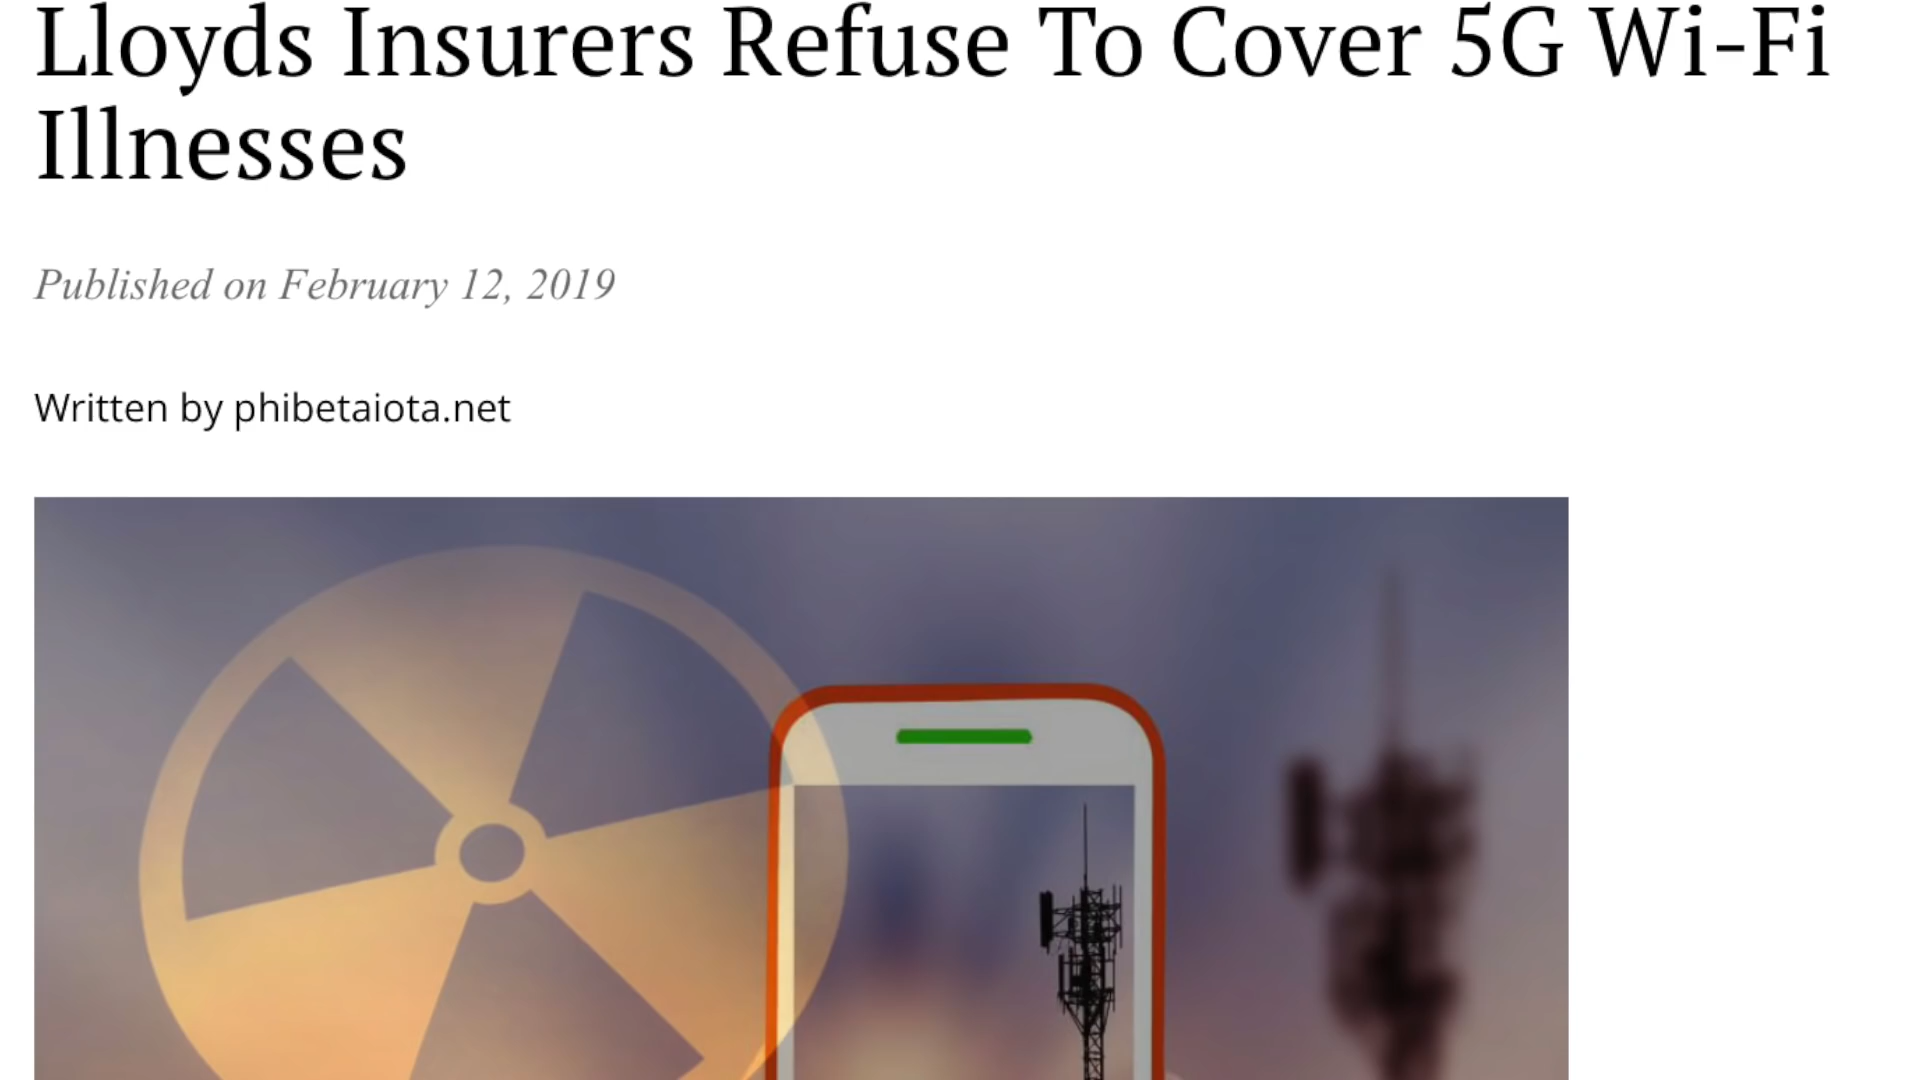 Lloyds Insurers Refuse To Cover 5G Wi-Fi
Illnesses
Published on February 12, 2019
Written by phibetaiota.net